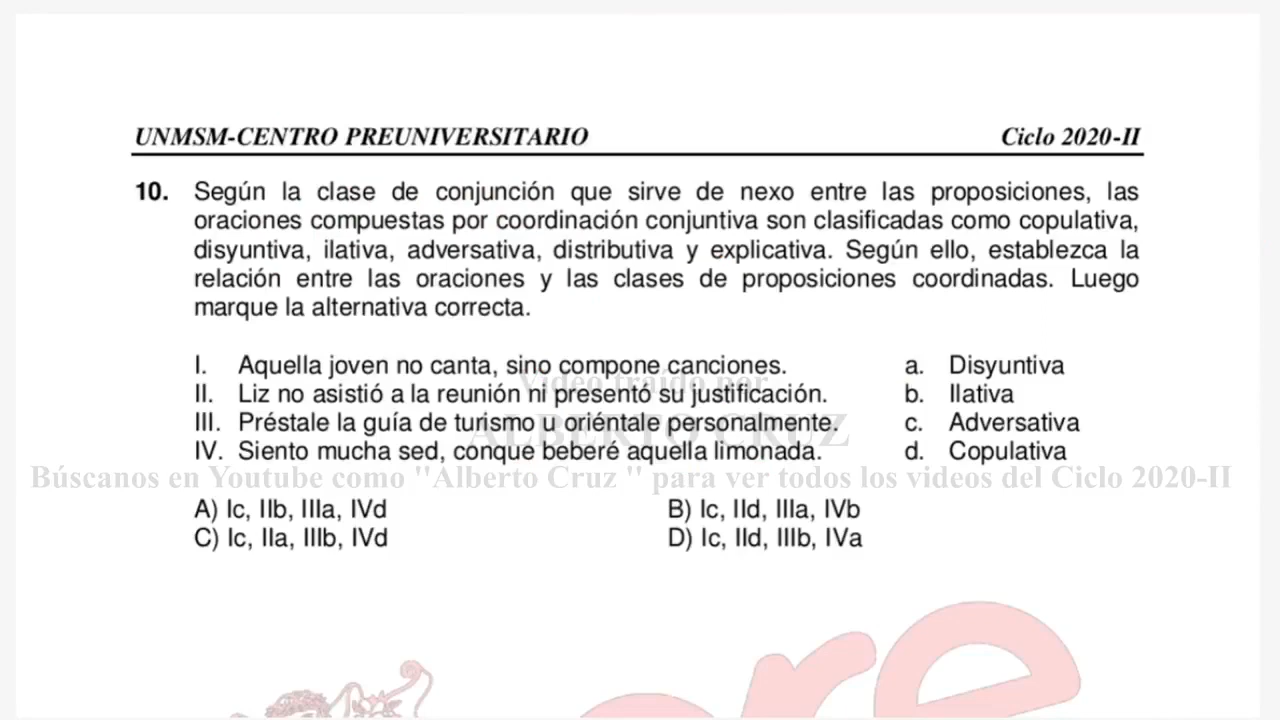 UNMSM-CENTRO PREUNIVERSITARIO Ciclo 2020-II
10. Según la clase de conjunción que sirve de nexo entre las proposiciones, las
oraciones compuestas por coordinación conjuntiva son clasificadas como copulativa,
disyuntiva, ilativa, adversativa, distributiva y explicativa. Según ello, establezca la
relación entre las oraciones y las clases de proposiciones coordinadas. Luego
marque la alternativa correcta.
I. Aquella joven no canta, sino compone canciones. a. Disyuntiva
Video traído por
II. Liz no asistió a la reunión ni presentó su justificación. b. Ilativa
III. Préstale la guía de turismo u oriéntale personalmente. c. Adversativa
ALBERTO CRUZ
IV. Siento mucha sed, conque beberé aquella limonada. d. Copulativa
Búscanos en Youtube como "Alberto Cruz " para ver todos los videos del Ciclo 2020-II
A) Ic, IIb, IIIa, IVd B) Ic, IId, IIIa, IVb
C) Ic, IIa, IIIb, IVd D) Ic, IId, IIIb, IVa
re